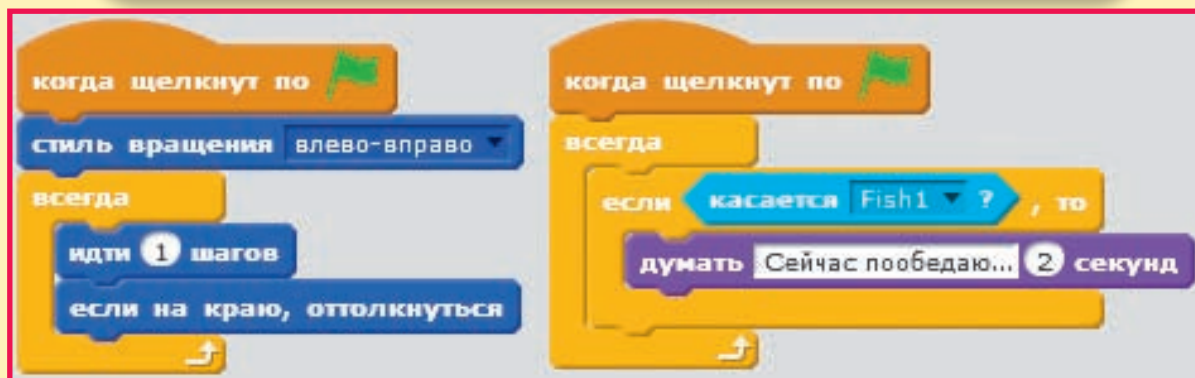 когда щелкнут по
стиль вращения влево-вправо
всегда
идти 1 шагов
если на краю, оттолкнуться
когда щелкнут по
всегда
если касается Fish1 ? , то
думать Сейчас пообедаю... 2 секунд